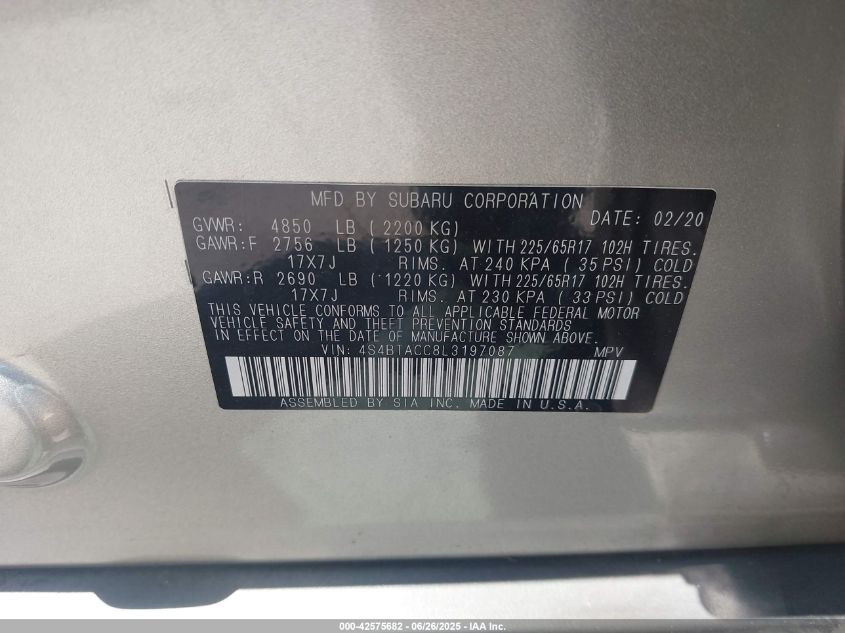 MFD BY SUBARU CORPORATION
DATE: 02/20
GVWR: 4850 LB (2200 KG)
GAWR:F 2756 LB (1250 KG) WITH 225/65R17 102H TIRES.
17X7J RIMS. AT 240 KPA (35 PSI) COLD
GAWR:R 2690 LB (1220 KG) WITH 225/65R17 102H TIRES.
17X7J RIMS. AT 230 KPA (33 PSI) COLD
THIS VEHICLE CONFORMS TO ALL APPLICABLE FEDERAL MOTOR
VEHICLE SAFETY AND THEFT PREVENTION STANDARDS
IN EFFECT ON THE DATE OF MANUFACTURE SHOWN ABOVE.
VIN: 4S4BTACC8L3197087 MPV
ASSEMBLED BY SIA INC. MADE IN U.S.A.
000-42575682 - 06/26/2025 - IAA Inc.